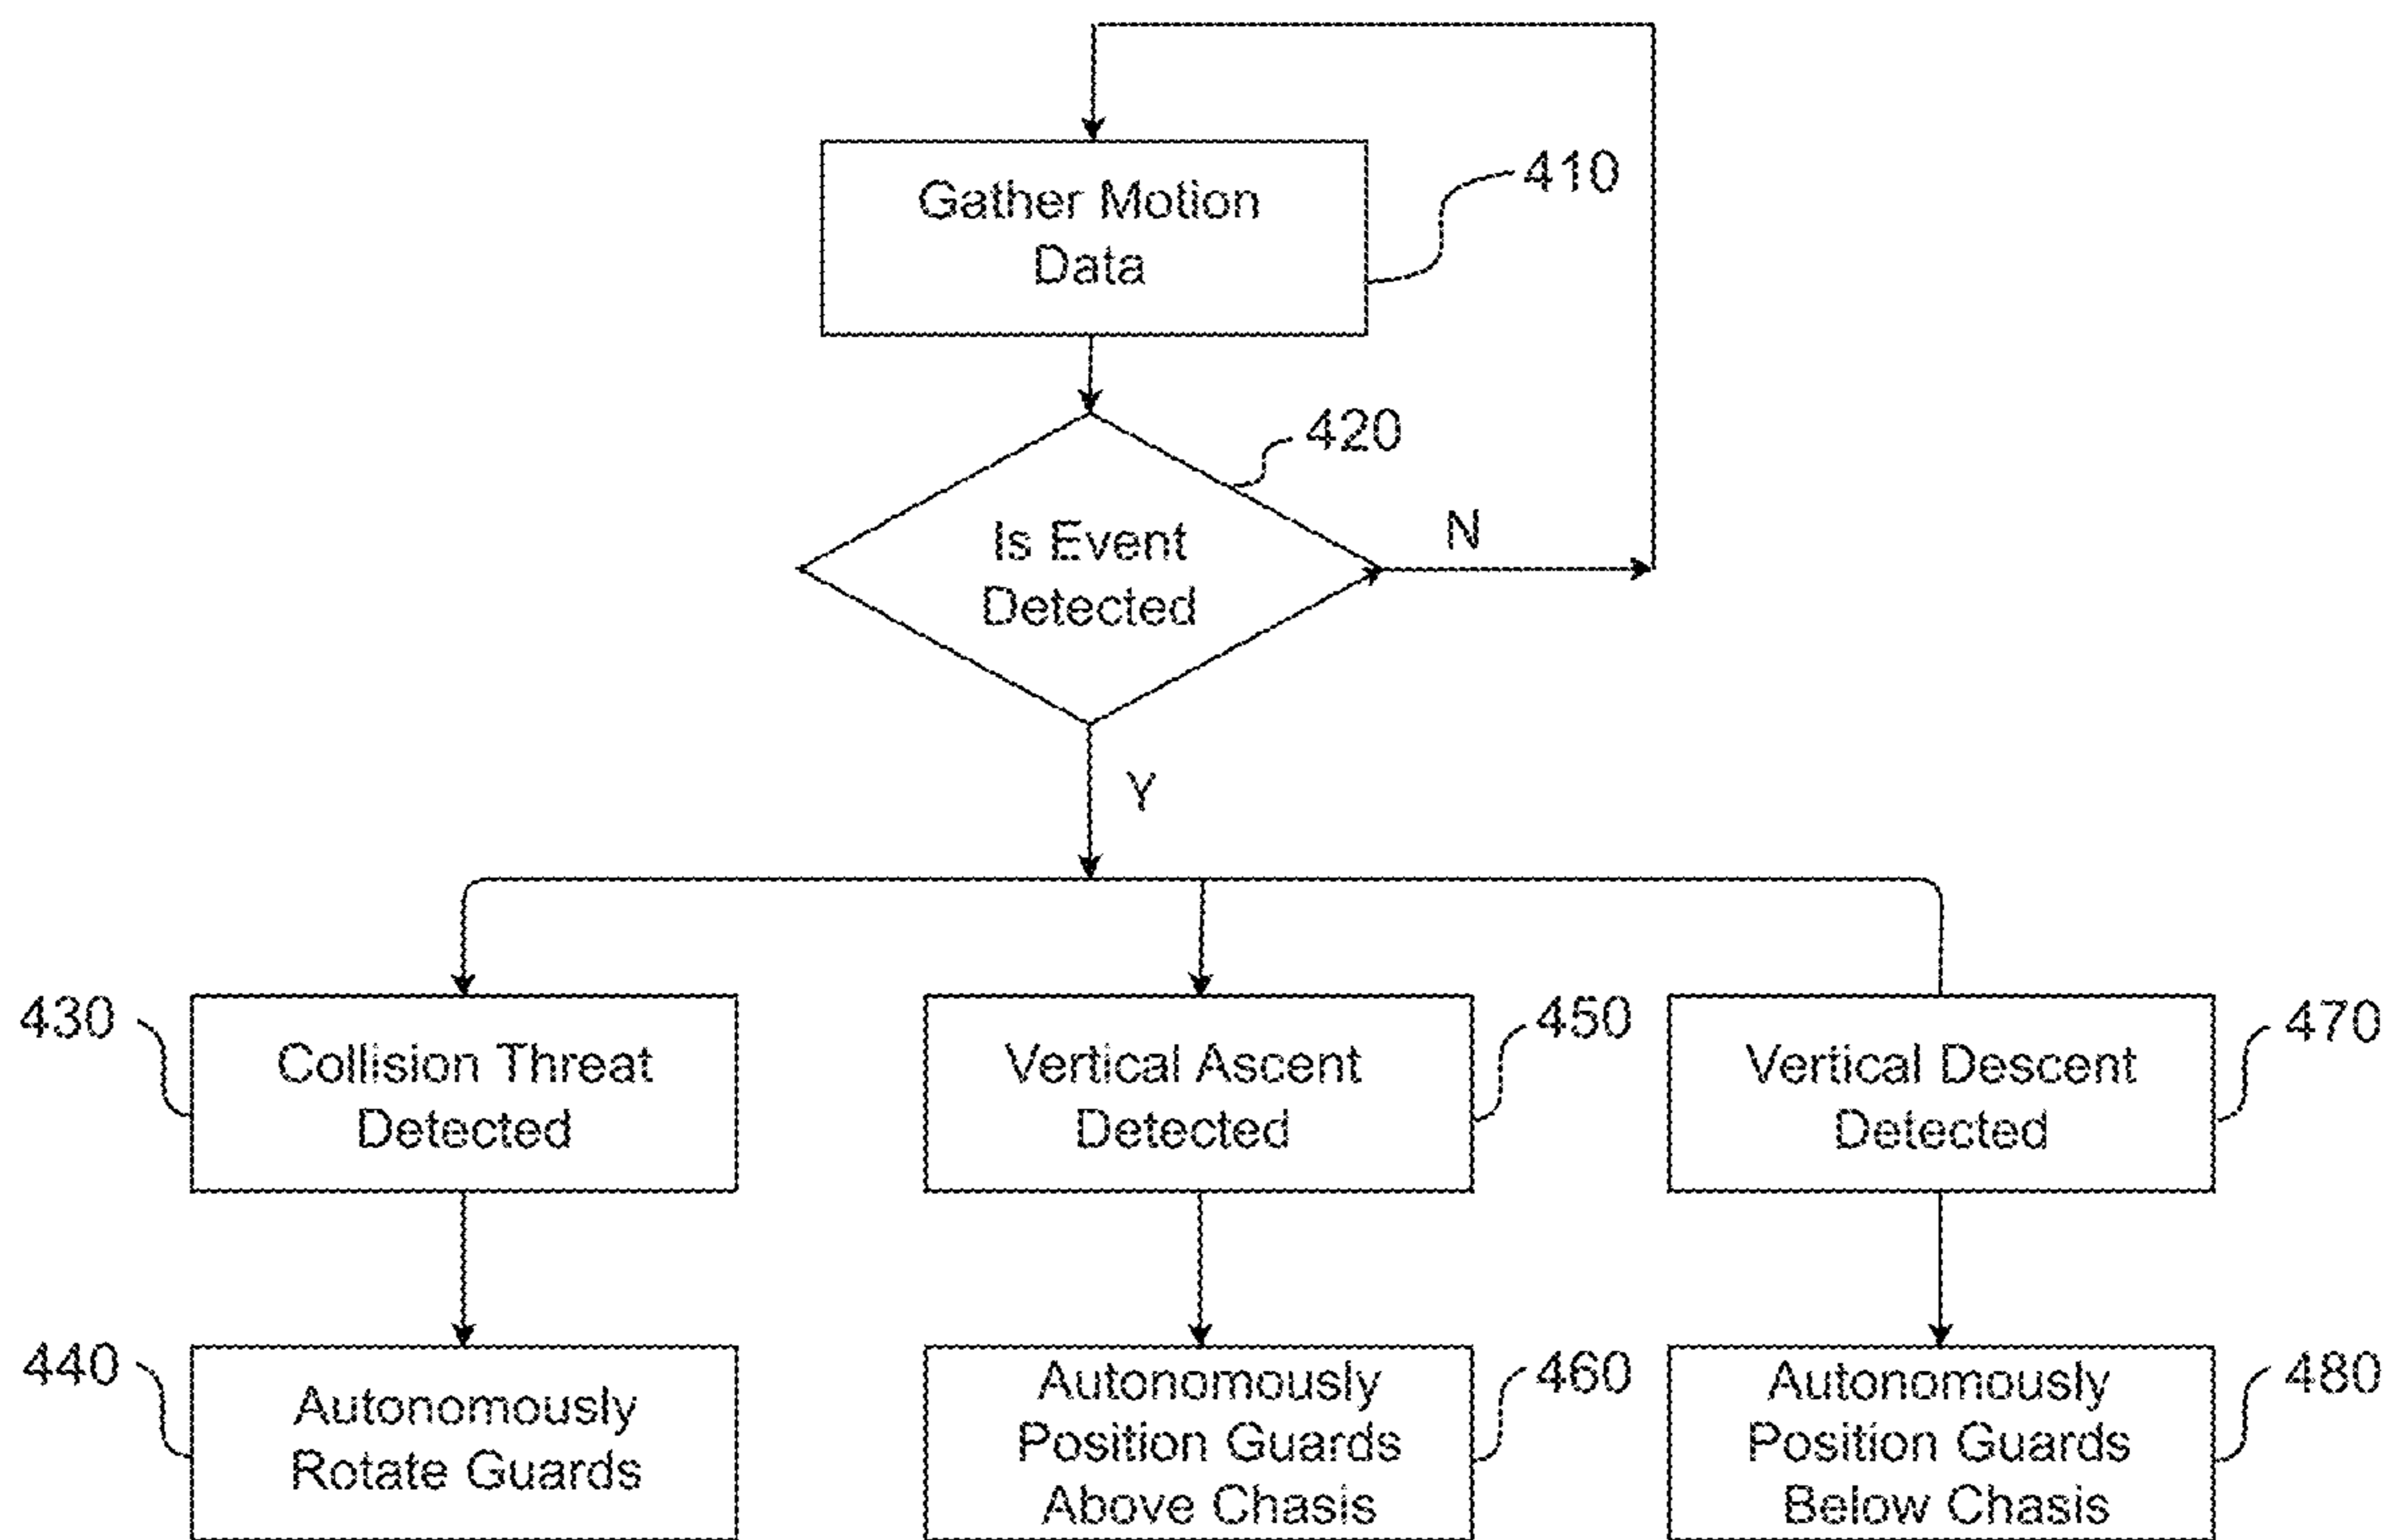 Gather Motion
Data
410
420
Is Event
Detected
N
Y
430
Collision Threat
Detected
Vertical Ascent
Detected
450
Vertical Descent
Detected
470
440
Autonomously
Rotate Guards
Autonomously
Position Guards
Above Chasis
460
Autonomously
Position Guards
Below Chasis
480